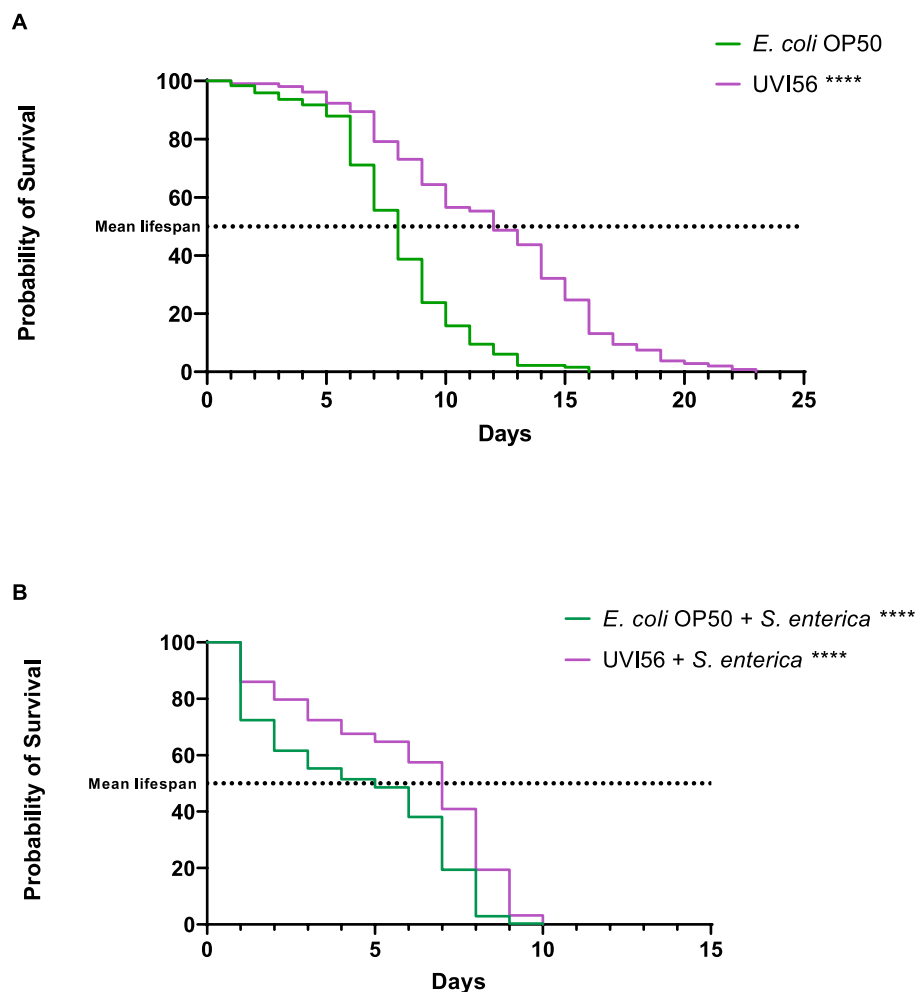 A
E. coli OP50
UVI56 ****
Probability of Survival
100
80
60
Mean lifespan
40
20
0
0 5 10 15 20 25
Days
B
E. coli OP50 + S. enterica ****
UVI56 + S. enterica ****
Probability of Survival
100
80
60
Mean lifespan
40
20
0
0 5 10 15
Days